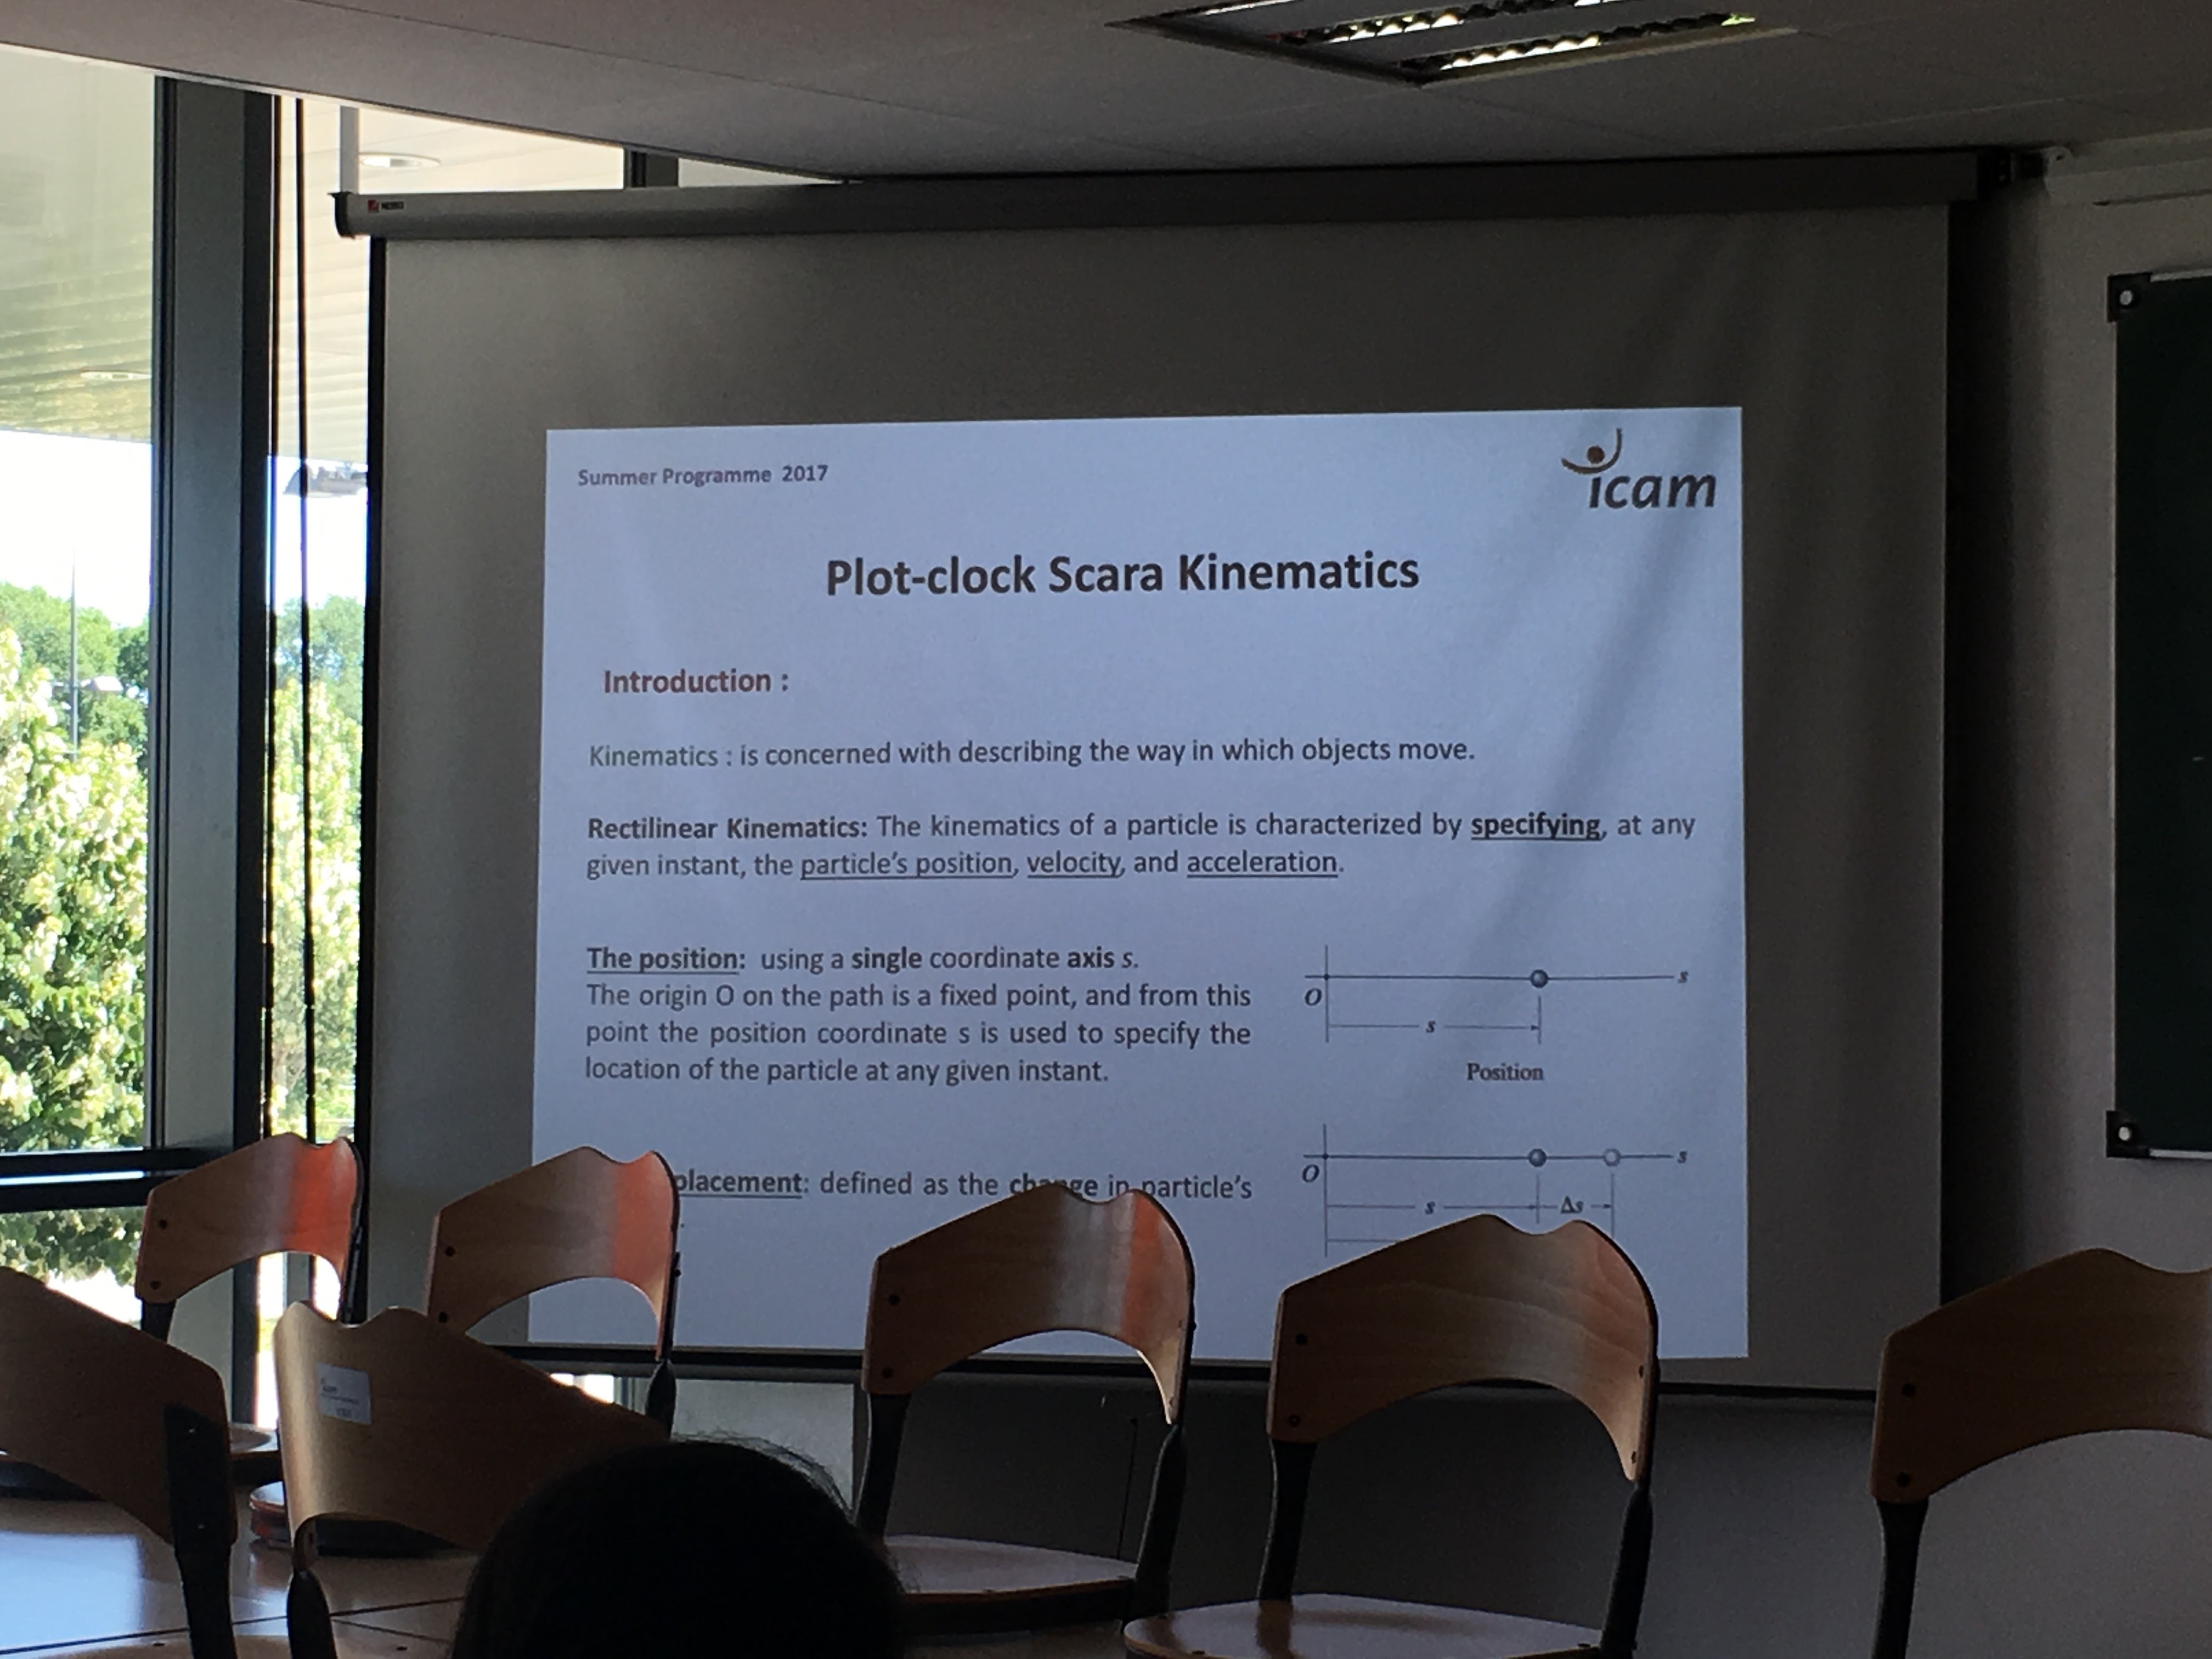 Summer Programme 2017
icam
Plot-clock Scara Kinematics
Introduction :
Kinematics : is concerned with describing the way in which objects move.
Rectilinear Kinematics: The kinematics of a particle is characterized by specifying, at any
given instant, the particle's position, velocity, and acceleration.
The position: using a single coordinate axis s.
The origin O on the path is a fixed point, and from this
point the position coordinate s is used to specify the
location of the particle at any given instant.
O
s
s
Position
placement: defined as the change in particle's
O
s
s
Δs